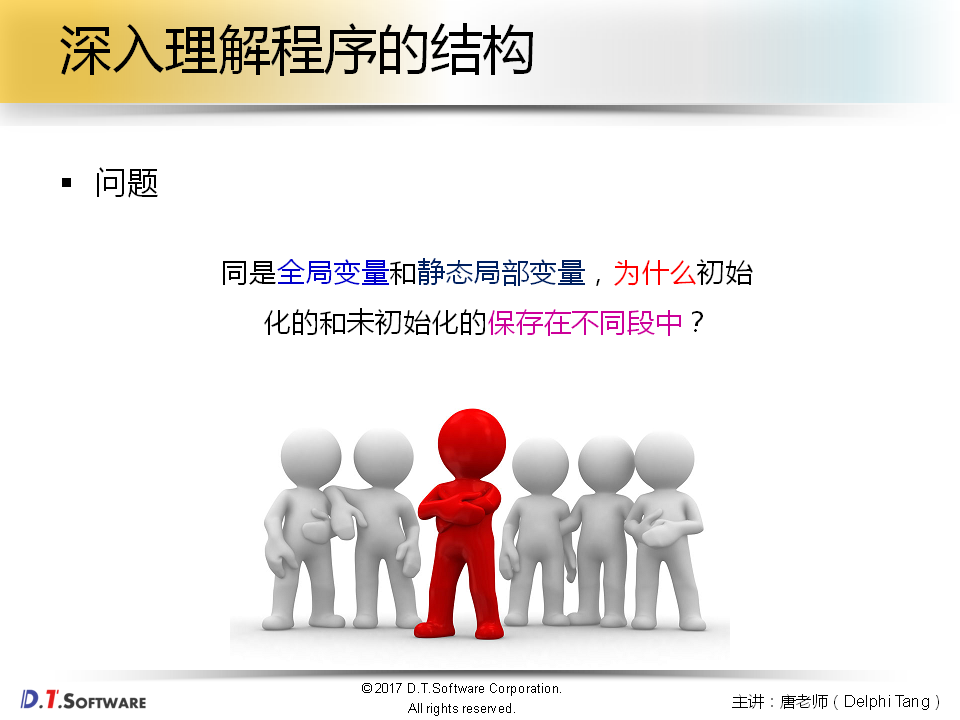 深入理解程序的结构
▪ 问题
同是全局变量和静态局部变量，为什么初始
化的和未初始化的保存在不同段中？
D.T.SOFTWARE
©2017 D.T.Software Corporation.
All rights reserved.
主讲：唐老师（Delphi Tang）